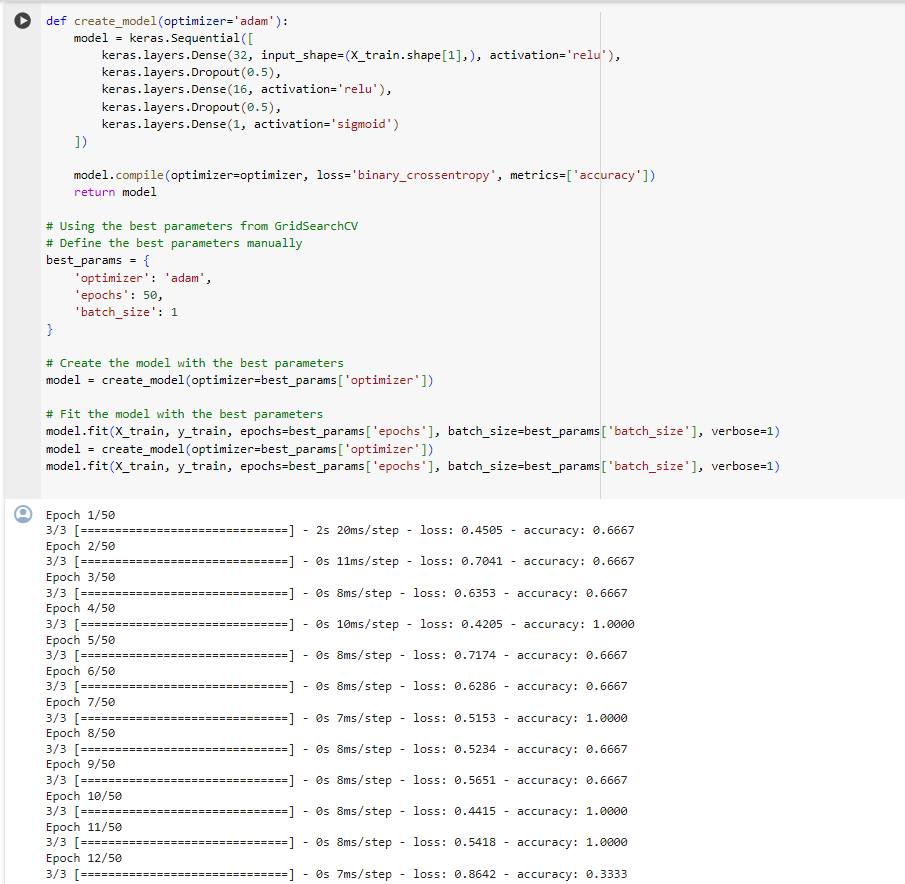 def create_model(optimizer='adam'):
    model = keras.Sequential([
        keras.layers.Dense(32, input_shape=(X_train.shape[1],), activation='relu'),
        keras.layers.Dropout(0.5),
        keras.layers.Dense(16, activation='relu'),
        keras.layers.Dropout(0.5),
        keras.layers.Dense(1, activation='sigmoid')
    ])

    model.compile(optimizer=optimizer, loss='binary_crossentropy', metrics=['accuracy'])
    return model

# Using the best parameters from GridSearchCV
# Define the best parameters manually
best_params = {
    'optimizer': 'adam',
    'epochs': 50,
    'batch_size': 1
}

# Create the model with the best parameters
model = create_model(optimizer=best_params['optimizer'])

# Fit the model with the best parameters
model.fit(X_train, y_train, epochs=best_params['epochs'], batch_size=best_params['batch_size'], verbose=1)
model = create_model(optimizer=best_params['optimizer'])
model.fit(X_train, y_train, epochs=best_params['epochs'], batch_size=best_params['batch_size'], verbose=1)

Epoch 1/50
3/3 [==============================] - 2s 20ms/step - loss: 0.4505 - accuracy: 0.6667
Epoch 2/50
3/3 [==============================] - 0s 11ms/step - loss: 0.7041 - accuracy: 0.6667
Epoch 3/50
3/3 [==============================] - 0s 8ms/step - loss: 0.6353 - accuracy: 0.6667
Epoch 4/50
3/3 [==============================] - 0s 10ms/step - loss: 0.4205 - accuracy: 1.0000
Epoch 5/50
3/3 [==============================] - 0s 8ms/step - loss: 0.7174 - accuracy: 0.6667
Epoch 6/50
3/3 [==============================] - 0s 8ms/step - loss: 0.6286 - accuracy: 0.6667
Epoch 7/50
3/3 [==============================] - 0s 7ms/step - loss: 0.5153 - accuracy: 1.0000
Epoch 8/50
3/3 [==============================] - 0s 8ms/step - loss: 0.5234 - accuracy: 0.6667
Epoch 9/50
3/3 [==============================] - 0s 8ms/step - loss: 0.5651 - accuracy: 0.6667
Epoch 10/50
3/3 [==============================] - 0s 8ms/step - loss: 0.4415 - accuracy: 1.0000
Epoch 11/50
3/3 [==============================] - 0s 8ms/step - loss: 0.5418 - accuracy: 1.0000
Epoch 12/50
3/3 [==============================] - 0s 7ms/step - loss: 0.8642 - accuracy: 0.3333